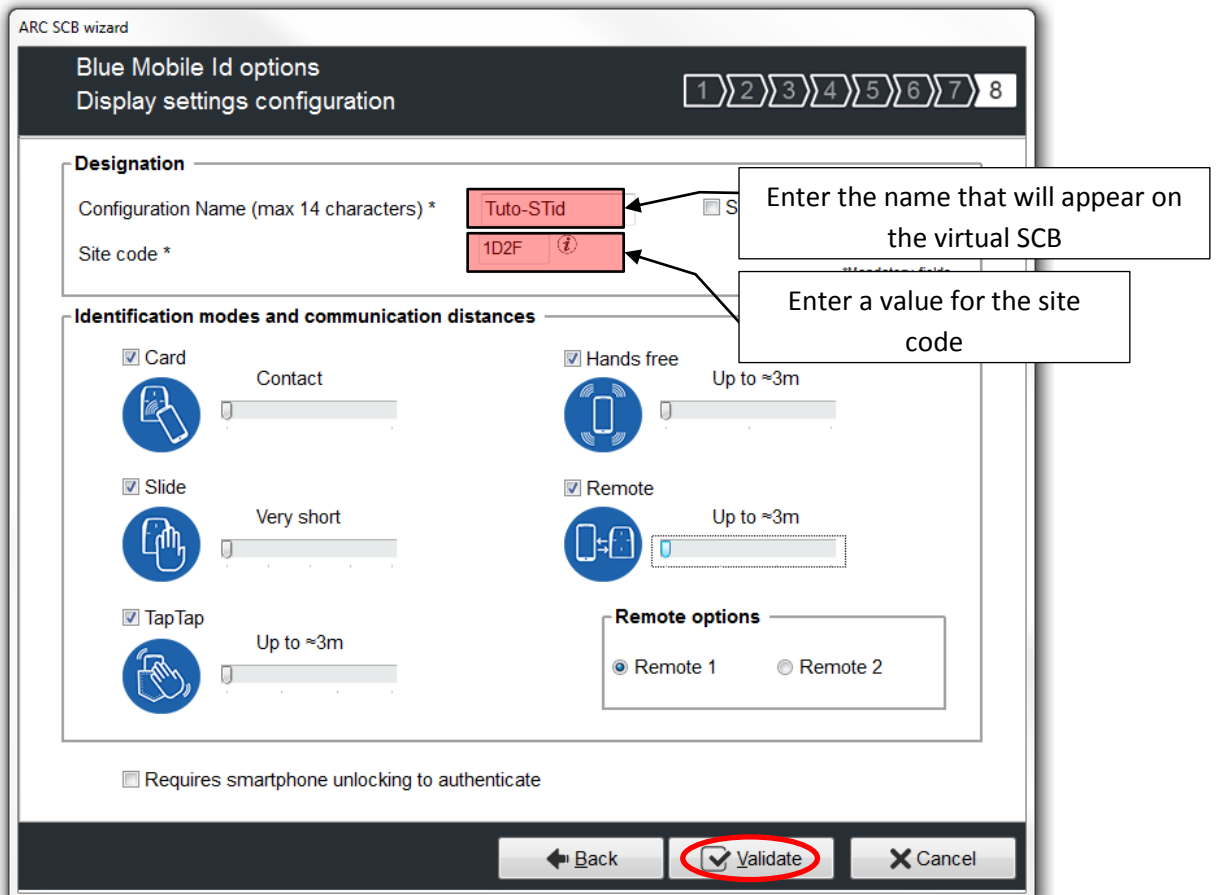 ARC SCB wizard
Blue Mobile Id options
Display settings configuration
1 2 3 4 5 6 7 8
Designation
Configuration Name (max 14 characters) *
Tuto-STid
S
Enter the name that will appear on
the virtual SCB
Site code *
1D2F
i
Enter a value for the site
code
Identification modes and communication distances
Card
Contact
Hands free
Up to ≈3m
Slide
Very short
Remote
Up to ≈3m
TapTap
Up to ≈3m
Remote options
Remote 1
Remote 2
Requires smartphone unlocking to authenticate
Back
Validate
Cancel